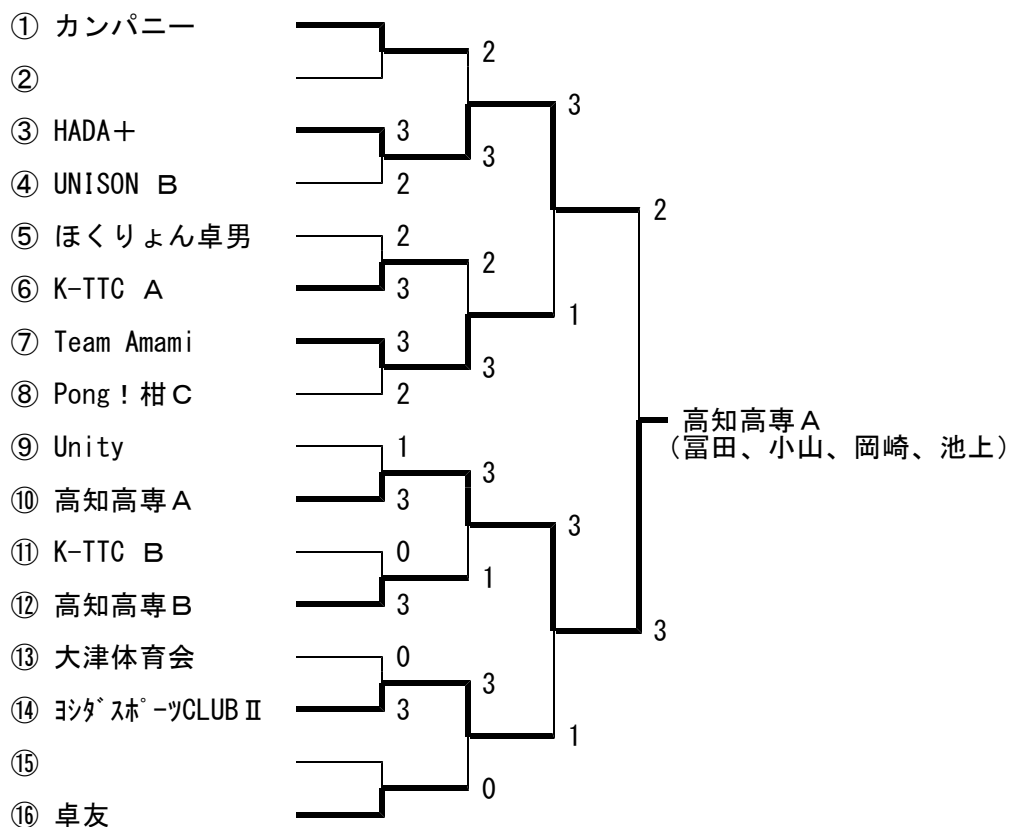 ① カンパニー
2
②
3
③ HADA＋
3
3
④ UNISON Ｂ
2
2
⑤ ほくりょん卓男
2
2
⑥ K-TTC Ａ
3
1
⑦ Team Amami
3
3
⑧ Pong！柑Ｃ
2
高知高専Ａ
（冨田、小山、岡崎、池上）
⑨ Unity
1
3
⑩ 高知高専Ａ
3
3
⑪ K-TTC Ｂ
0
1
⑫ 高知高専Ｂ
3
3
⑬ 大津体育会
0
3
⑭ ﾖｼﾀﾞｽﾎﾟｰﾂCLUBⅡ
3
1
⑮
0
⑯ 卓友